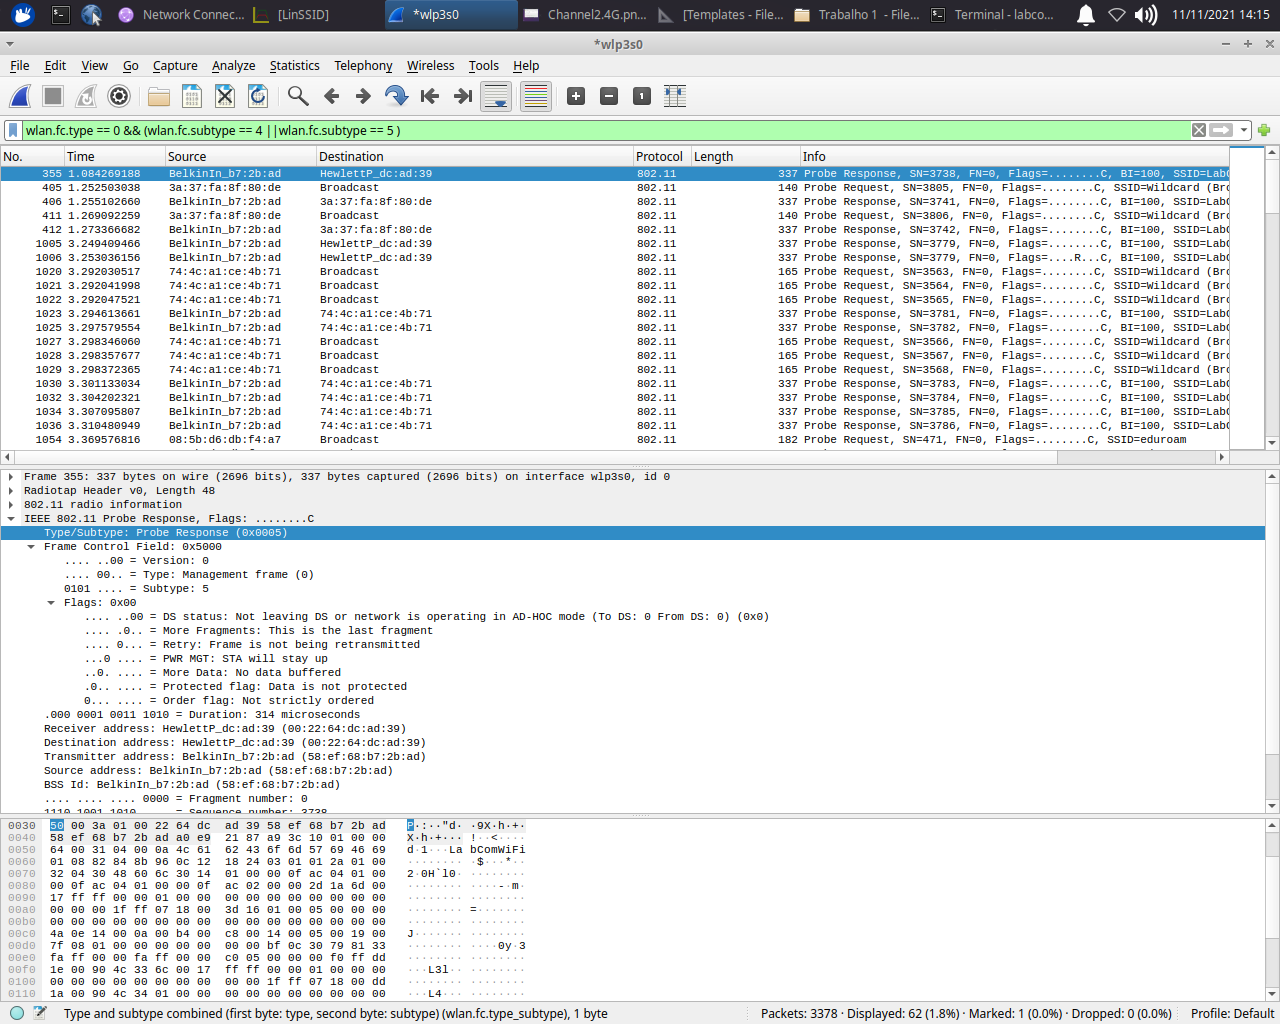 Network Connec...
[LinSSID]
*wlp3s0
Channel2.4G.pn...
[Templates - File...
Trabalho 1 - File...
Terminal - labco...
11/11/2021 14:15
*wlp3s0
File Edit View Go Capture Analyze Statistics Telephony Wireless Tools Help
wlan.fc.type == 0 && (wlan.fc.subtype == 4 ||wlan.fc.subtype == 5 )
No. Time Source Destination Protocol Length Info
355 1.084269188 BelkinIn_b7:2b:ad HewlettP_dc:ad:39 802.11 337 Probe Response, SN=3738, FN=0, Flags=........C, BI=100, SSID=Lab
405 1.252503038 3a:37:fa:8f:80:de Broadcast 802.11 140 Probe Request, SN=3805, FN=0, Flags=........C, SSID=Wildcard (Bro
406 1.255102660 BelkinIn_b7:2b:ad 3a:37:fa:8f:80:de 802.11 337 Probe Response, SN=3741, FN=0, Flags=........C, BI=100, SSID=Lab
411 1.269092259 3a:37:fa:8f:80:de Broadcast 802.11 140 Probe Request, SN=3806, FN=0, Flags=........C, SSID=Wildcard (Bro
412 1.273366682 BelkinIn_b7:2b:ad 3a:37:fa:8f:80:de 802.11 337 Probe Response, SN=3742, FN=0, Flags=........C, BI=100, SSID=Lab
1005 3.249409466 BelkinIn_b7:2b:ad HewlettP_dc:ad:39 802.11 337 Probe Response, SN=3779, FN=0, Flags=........C, BI=100, SSID=Lab
1006 3.253036156 BelkinIn_b7:2b:ad HewlettP_dc:ad:39 802.11 337 Probe Response, SN=3779, FN=0, Flags=....R...C, BI=100, SSID=Lab
1020 3.292030517 74:4c:a1:ce:4b:71 Broadcast 802.11 165 Probe Request, SN=3563, FN=0, Flags=........C, SSID=Wildcard (Bro
1021 3.292041998 74:4c:a1:ce:4b:71 Broadcast 802.11 165 Probe Request, SN=3564, FN=0, Flags=........C, SSID=Wildcard (Bro
1022 3.292047521 74:4c:a1:ce:4b:71 Broadcast 802.11 165 Probe Request, SN=3565, FN=0, Flags=........C, SSID=Wildcard (Bro
1023 3.294613661 BelkinIn_b7:2b:ad 74:4c:a1:ce:4b:71 802.11 337 Probe Response, SN=3781, FN=0, Flags=........C, BI=100, SSID=Lab
1025 3.297579554 BelkinIn_b7:2b:ad 74:4c:a1:ce:4b:71 802.11 337 Probe Response, SN=3782, FN=0, Flags=........C, BI=100, SSID=Lab
1027 3.298346060 74:4c:a1:ce:4b:71 Broadcast 802.11 165 Probe Request, SN=3566, FN=0, Flags=........C, SSID=Wildcard (Bro
1028 3.298357677 74:4c:a1:ce:4b:71 Broadcast 802.11 165 Probe Request, SN=3567, FN=0, Flags=........C, SSID=Wildcard (Bro
1029 3.298372365 74:4c:a1:ce:4b:71 Broadcast 802.11 165 Probe Request, SN=3568, FN=0, Flags=........C, SSID=Wildcard (Bro
1030 3.301133034 BelkinIn_b7:2b:ad 74:4c:a1:ce:4b:71 802.11 337 Probe Response, SN=3783, FN=0, Flags=........C, BI=100, SSID=Lab
1032 3.304202321 BelkinIn_b7:2b:ad 74:4c:a1:ce:4b:71 802.11 337 Probe Response, SN=3784, FN=0, Flags=........C, BI=100, SSID=Lab
1034 3.307095807 BelkinIn_b7:2b:ad 74:4c:a1:ce:4b:71 802.11 337 Probe Response, SN=3785, FN=0, Flags=........C, BI=100, SSID=Lab
1036 3.310480949 BelkinIn_b7:2b:ad 74:4c:a1:ce:4b:71 802.11 337 Probe Response, SN=3786, FN=0, Flags=........C, BI=100, SSID=Lab
1054 3.369576816 08:5b:d6:db:f4:a7 Broadcast 802.11 182 Probe Request, SN=471, FN=0, Flags=........C, SSID=eduroam
Frame 355: 337 bytes on wire (2696 bits), 337 bytes captured (2696 bits) on interface wlp3s0, id 0
Radiotap Header v0, Length 48
802.11 radio information
IEEE 802.11 Probe Response, Flags: ........C
Type/Subtype: Probe Response (0x0005)
Frame Control Field: 0x5000
.... ..00 = Version: 0
.... 00.. = Type: Management frame (0)
0101 .... = Subtype: 5
Flags: 0x00
.... ..00 = DS status: Not leaving DS or network is operating in AD-HOC mode (To DS: 0 From DS: 0) (0x0)
.... .0.. = More Fragments: This is the last fragment
.... 0... = Retry: Frame is not being retransmitted
...0 .... = PWR MGT: STA will stay up
..0. .... = More Data: No data buffered
.0.. .... = Protected flag: Data is not protected
0... .... = Order flag: Not strictly ordered
.000 0001 0011 1010 = Duration: 314 microseconds
Receiver address: HewlettP_dc:ad:39 (00:22:64:dc:ad:39)
Destination address: HewlettP_dc:ad:39 (00:22:64:dc:ad:39)
Transmitter address: BelkinIn_b7:2b:ad (58:ef:68:b7:2b:ad)
Source address: BelkinIn_b7:2b:ad (58:ef:68:b7:2b:ad)
BSS Id: BelkinIn_b7:2b:ad (58:ef:68:b7:2b:ad)
.... .... .... 0000 = Fragment number: 0
1110 1001 1010 .... = Sequence number: 3738
0030 50 00 3a 01 00 22 64 dc ad 39 58 ef 68 b7 2b ad P·:··"d· ·9X·h·+·
0040 58 ef 68 b7 2b ad a0 e9 21 87 a9 3c 10 01 00 00 X·h·+··· !··<····
0050 64 00 31 04 00 0a 4c 61 62 43 6f 6d 57 69 46 69 d·1···La bComWiFi
0060 01 08 82 84 8b 96 0c 12 18 24 03 01 01 2a 01 00 ········ ·$···*··
0070 32 04 30 48 60 6c 30 14 01 00 00 0f ac 04 01 00 2·0H`l0· ········
0080 00 0f ac 04 01 00 00 0f ac 02 00 00 2d 1a 6d 00 ········ ····-·m·
0090 17 ff ff 00 00 01 00 00 00 00 00 00 00 00 00 00 ········ ········
00a0 00 00 00 1f ff 07 18 00 3d 16 01 00 05 00 00 00 ········ =·······
00b0 00 00 00 00 00 00 00 00 00 00 00 00 00 00 00 00 ········ ········
00c0 4a 0e 14 00 0a 00 b4 00 c8 00 14 00 05 00 19 00 J······· ········
00d0 7f 08 01 00 00 00 00 00 00 00 bf 0c 30 79 81 33 ········ ····0y·3
00e0 fa ff 00 00 fa ff 00 00 c0 05 00 00 00 f0 ff dd ········ ········
00f0 1e 00 90 4c 33 6c 00 17 ff ff 00 00 01 00 00 00 ···L3l·· ········
0100 00 00 00 00 00 00 00 00 00 00 1f ff 07 18 00 dd ········ ········
0110 1a 00 90 4c 34 01 00 00 00 00 00 00 00 00 00 00 ···L4··· ········
Type and subtype combined (first byte: type, second byte: subtype) (wlan.fc.type_subtype), 1 byte
Packets: 3378 · Displayed: 62 (1.8%) · Marked: 1 (0.0%) · Dropped: 0 (0.0%)
Profile: Default